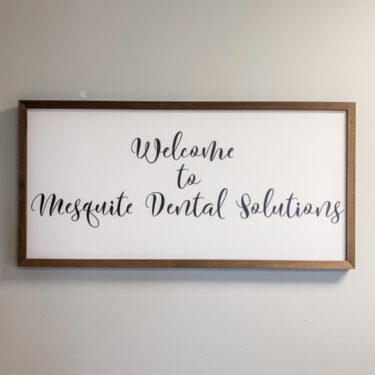 Welcome
to
Mesquite Dental Solutions